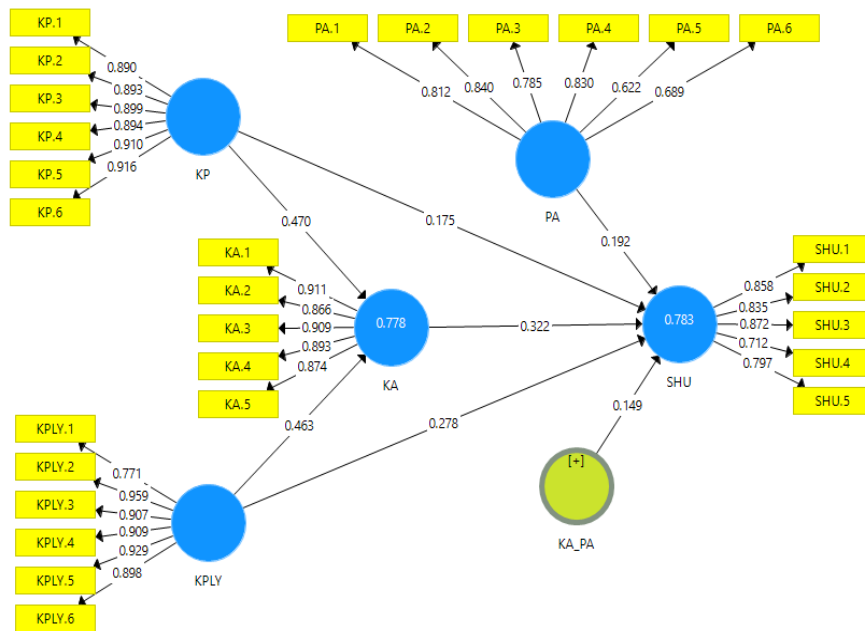 KP.1
KP.2
KP.3
KP.4
KP.5
KP.6
0.890
0.893
0.899
0.894
0.910
0.916
KP
PA.1 PA.2 PA.3 PA.4 PA.5 PA.6
0.812 0.840 0.785 0.830 0.622 0.689
PA
0.470
0.175
0.192
KA.1
KA.2
KA.3
KA.4
KA.5
0.911
0.866
0.909
0.893
0.874
0.778
KA
0.322
0.783
SHU
0.858
0.835
0.872
0.712
0.797
SHU.1
SHU.2
SHU.3
SHU.4
SHU.5
0.463
0.278
0.149
[+]
KA_PA
KPLY.1
KPLY.2
KPLY.3
KPLY.4
KPLY.5
KPLY.6
0.771
0.959
0.907
0.909
0.929
0.898
KPLY